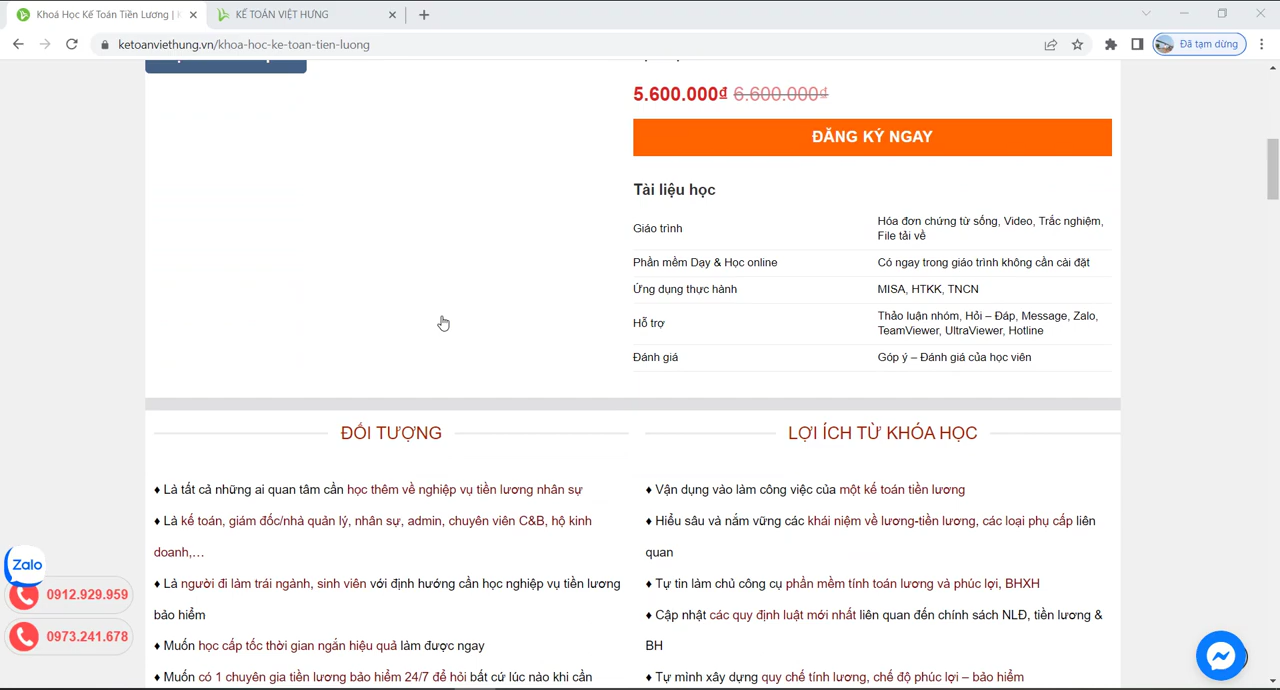 Khoá Học Kế Toán Tiền Lương |
KẾ TOÁN VIỆT HƯNG
ketoanviethung.vn/khoa-hoc-ke-toan-tien-luong
Đã tạm dừng
5.600.000₫ 6.600.000₫
ĐĂNG KÝ NGAY
Tài liệu học
Giáo trình
Hóa đơn chứng từ sống, Video, Trắc nghiệm,
File tải về
Phần mềm Dạy & Học online
Có ngay trong giáo trình không cần cài đặt
Ứng dụng thực hành
MISA, HTKK, TNCN
Hỗ trợ
Thảo luận nhóm, Hỏi – Đáp, Message, Zalo,
TeamViewer, UltraViewer, Hotline
Đánh giá
Góp ý – Đánh giá của học viên
ĐỐI TƯỢNG
♦ Là tất cả những ai quan tâm cần học thêm về nghiệp vụ tiền lương nhân sự
♦ Là kế toán, giám đốc/nhà quản lý, nhân sự, admin, chuyên viên C&B, hộ kinh
doanh,…
♦ Là người đi làm trái ngành, sinh viên với định hướng cần học nghiệp vụ tiền lương
bảo hiểm
♦ Muốn học cấp tốc thời gian ngắn hiệu quả làm được ngay
♦ Muốn có 1 chuyên gia tiền lương bảo hiểm 24/7 để hỏi bất cứ lúc nào khi cần
LỢI ÍCH TỪ KHÓA HỌC
♦ Vận dụng vào làm công việc của một kế toán tiền lương
♦ Hiểu sâu và nắm vững các khái niệm về lương-tiền lương, các loại phụ cấp liên
quan
♦ Tự tin làm chủ công cụ phần mềm tính toán lương và phúc lợi, BHXH
♦ Cập nhật các quy định luật mới nhất liên quan đến chính sách NLĐ, tiền lương &
BH
♦ Tự mình xây dựng quy chế tính lương, chế độ phúc lợi – bảo hiểm
Zalo
0912.929.959
0973.241.678